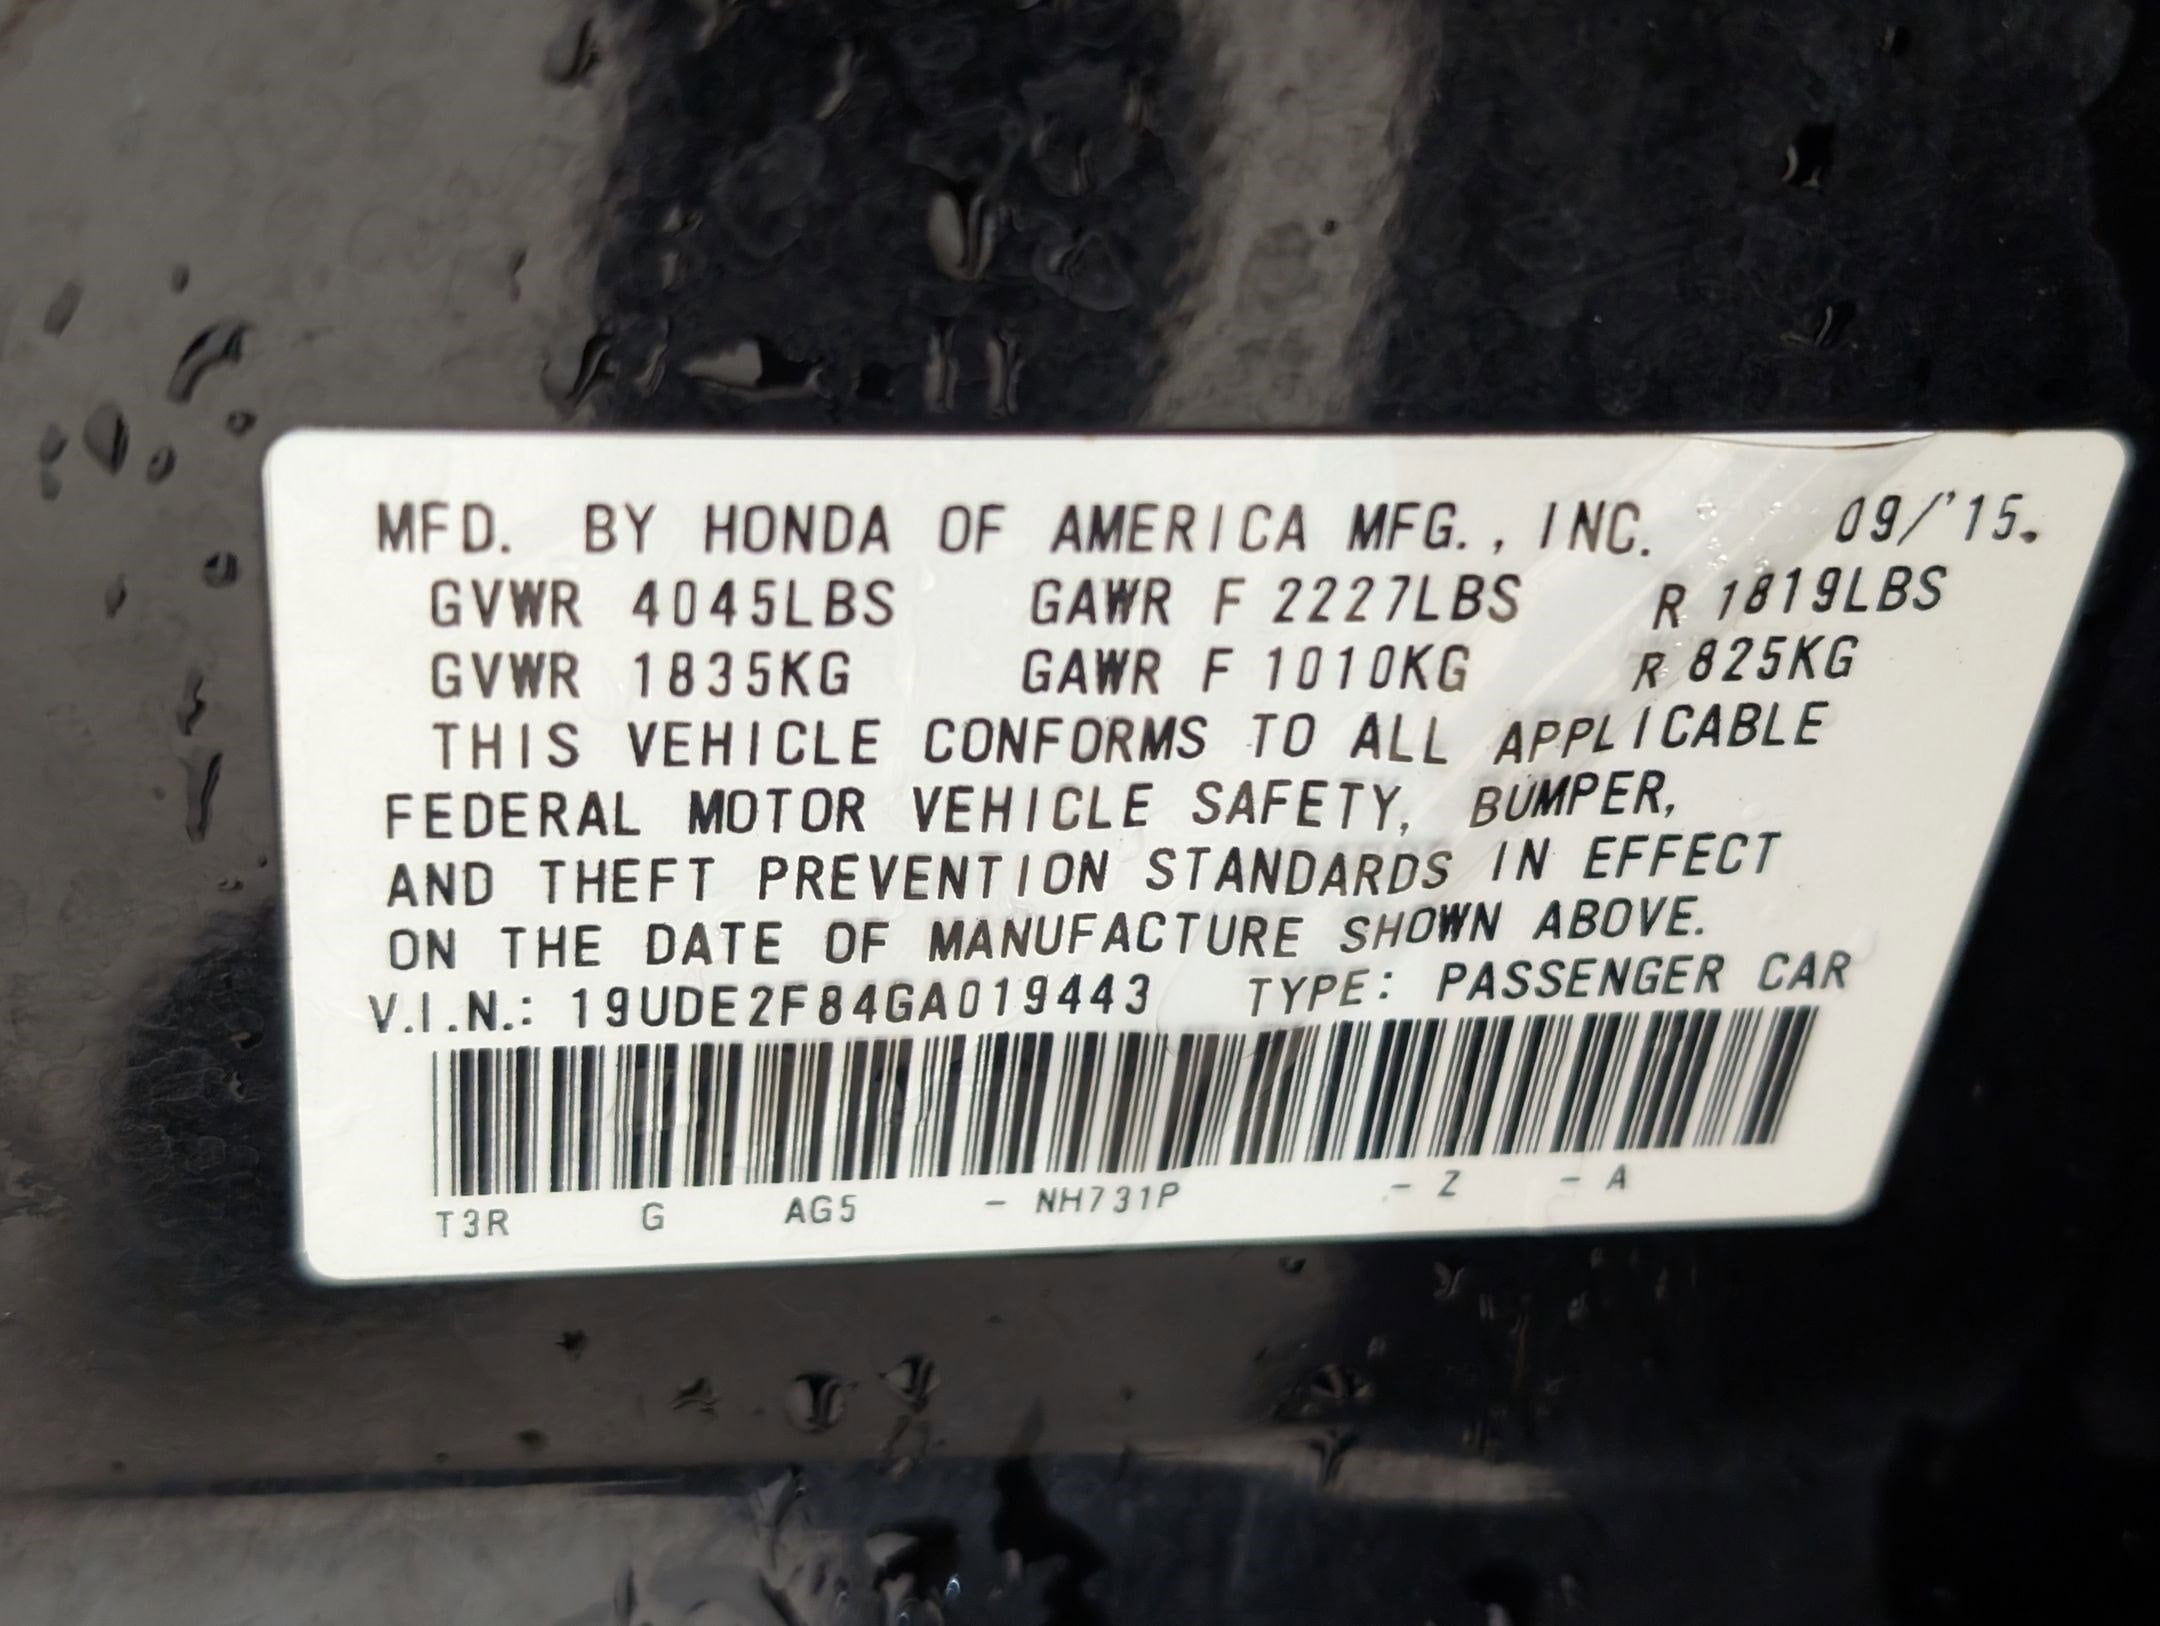 MFD. BY HONDA OF AMERICA MFG., INC. 09/'15.
GVWR 4045LBS GAWR F 2227LBS R 1819LBS
GVWR 1835KG GAWR F 1010KG R 825KG
THIS VEHICLE CONFORMS TO ALL APPLICABLE
FEDERAL MOTOR VEHICLE SAFETY, BUMPER,
AND THEFT PREVENTION STANDARDS IN EFFECT
ON THE DATE OF MANUFACTURE SHOWN ABOVE.
V.I.N.: 19UDE2F84GA019443 TYPE: PASSENGER CAR
T3R G AG5 - NH731P - Z - A